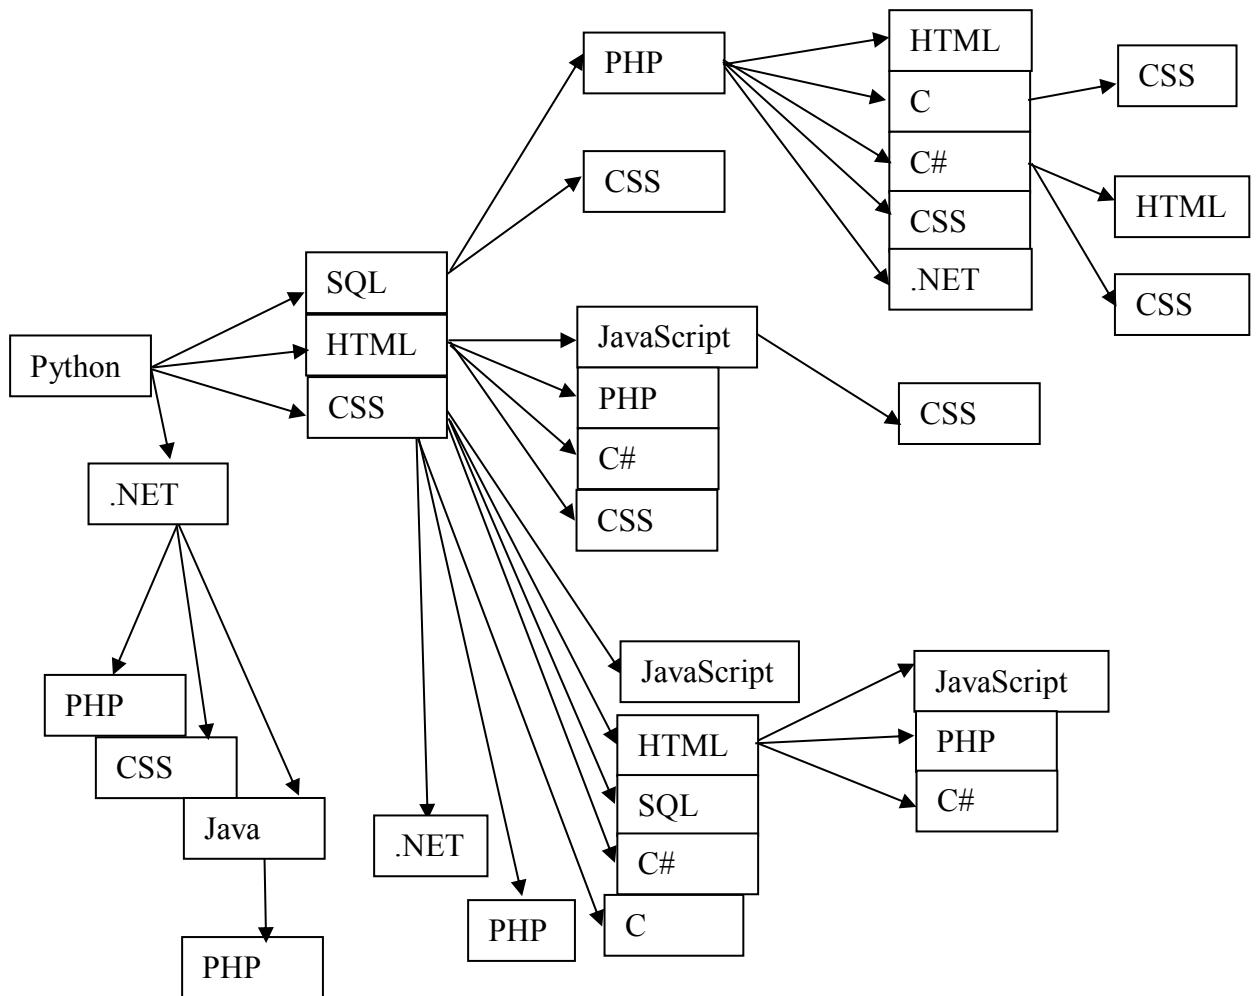 PHP
HTML
C
CSS
C#
CSS
HTML
CSS
.NET
CSS
SQL
HTML
CSS
Python
JavaScript
PHP
C#
CSS
CSS
.NET
PHP
CSS
Java
PHP
.NET
PHP
JavaScript
HTML
SQL
C#
C
JavaScript
PHP
C#